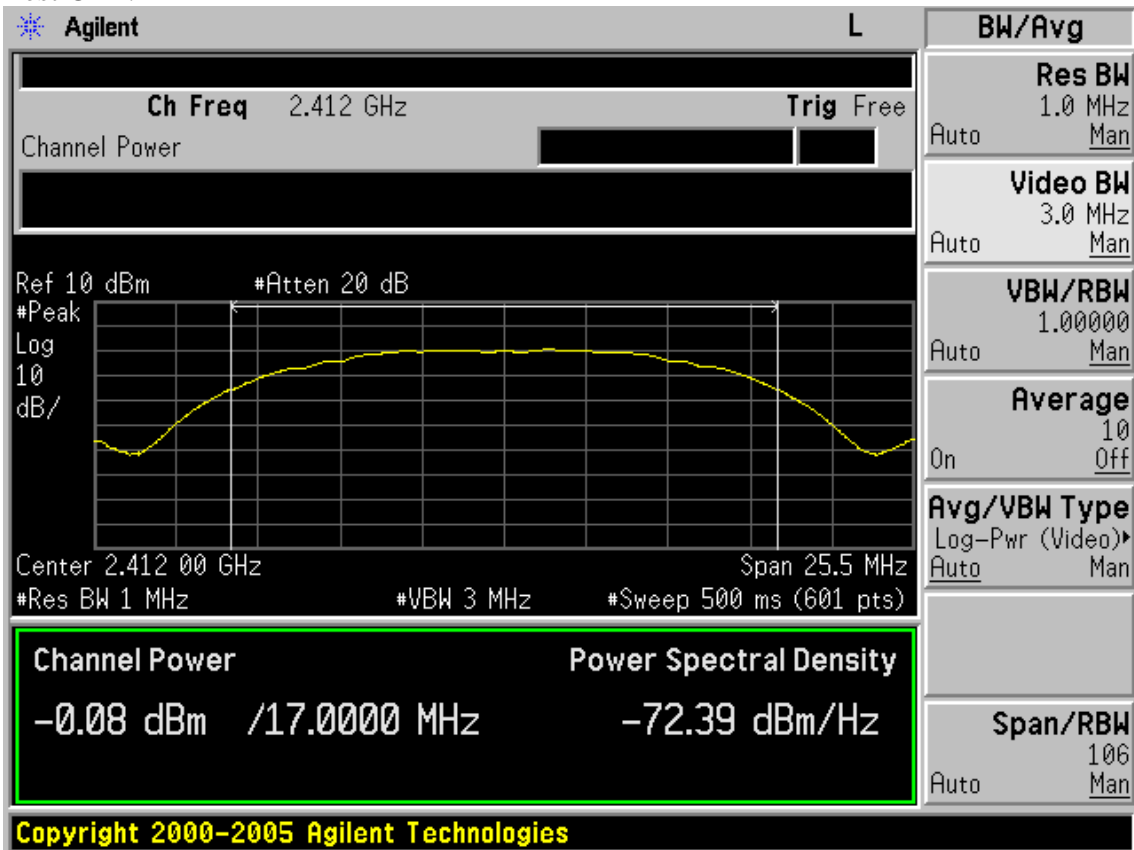 Agilent L BW/Avg
Ch Freq 2.412 GHz Trig Free
Channel Power
Res BW
1.0 MHz
Auto Man
Video BW
3.0 MHz
Auto Man
VBW/RBW
1.00000
Auto Man
Average
10
On Off
Avg/VBW Type
Log-Pwr (Video)
Auto Man
Span/RBW
106
Auto Man
Ref 10 dBm #Atten 20 dB
#Peak
Log
10
dB/
Center 2.412 00 GHz Span 25.5 MHz
#Res BW 1 MHz #VBW 3 MHz #Sweep 500 ms (601 pts)
Channel Power Power Spectral Density
-0.08 dBm /17.0000 MHz -72.39 dBm/Hz
Copyright 2000-2005 Agilent Technologies